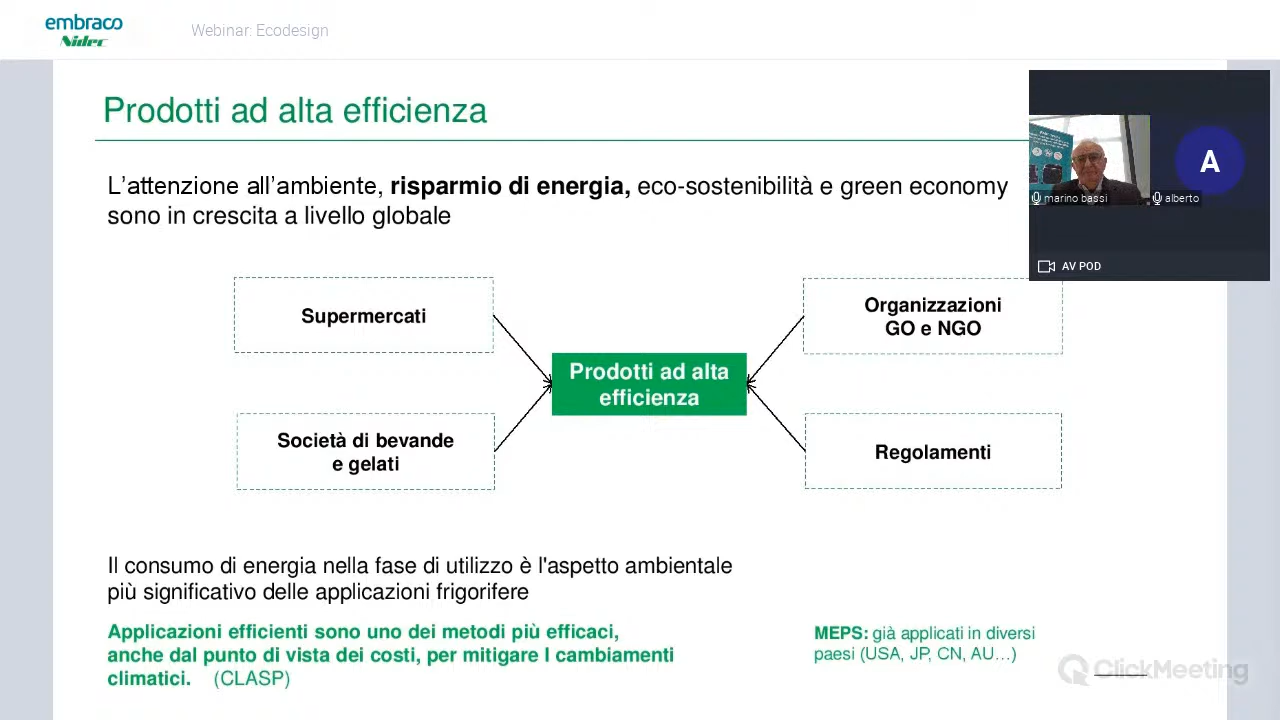 embraco
Nidec
Webinar: Ecodesign
Prodotti ad alta efficienza
L'attenzione all'ambiente, risparmio di energia, eco-sostenibilità e green economy
sono in crescita a livello globale
marino bassi
A
alberto
AV POD
Supermercati
Organizzazioni
GO e NGO
Prodotti ad alta
efficienza
Società di bevande
e gelati
Regolamenti
Il consumo di energia nella fase di utilizzo è l'aspetto ambientale
più significativo delle applicazioni frigorifere
Applicazioni efficienti sono uno dei metodi più efficaci,
anche dal punto di vista dei costi, per mitigare I cambiamenti
climatici. (CLASP)
MEPS: già applicati in diversi
paesi (USA, JP, CN, AU…)
ClickMeeting